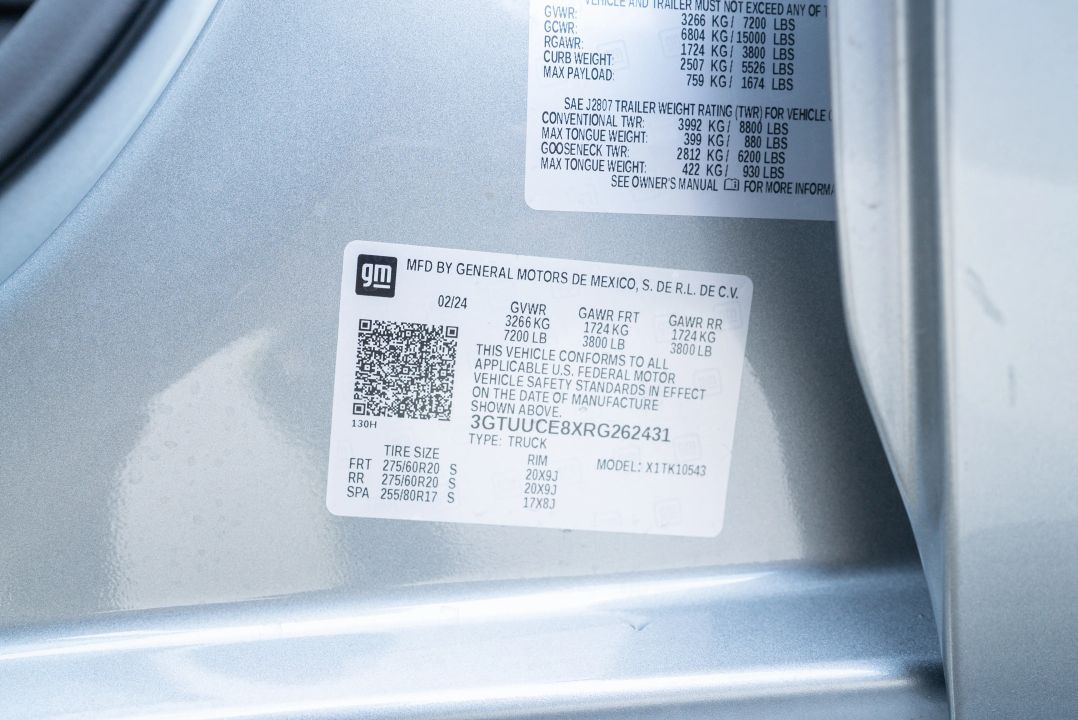 VEHICLE AND TRAILER MUST NOT EXCEED ANY OF
GVWR: 3266 KG / 7200 LBS
GCWR: 6804 KG / 15000 LBS
RGAWR: 1724 KG / 3800 LBS
CURB WEIGHT: 2507 KG / 5526 LBS
MAX PAYLOAD: 759 KG / 1674 LBS
SAE J2807 TRAILER WEIGHT RATING (TWR) FOR VEHICLE
CONVENTIONAL TWR: 3992 KG / 8800 LBS
MAX TONGUE WEIGHT: 399 KG / 880 LBS
GOOSENECK TWR: 2812 KG / 6200 LBS
MAX TONGUE WEIGHT: 422 KG / 930 LBS
SEE OWNER'S MANUAL FOR MORE INFORMA
gm MFD BY GENERAL MOTORS DE MEXICO, S. DE R.L. DE C.V.
02/24 GVWR GAWR FRT GAWR RR
3266 KG 1724 KG 1724 KG
7200 LB 3800 LB 3800 LB
THIS VEHICLE CONFORMS TO ALL
APPLICABLE U.S. FEDERAL MOTOR
VEHICLE SAFETY STANDARDS IN EFFECT
ON THE DATE OF MANUFACTURE
SHOWN ABOVE.
130H
3GTUUCE8XRG262431
TYPE: TRUCK
TIRE SIZE RIM MODEL: X1TK10543
FRT 275/60R20 S 20X9J
RR 275/60R20 S 20X9J
SPA 255/80R17 S 17X8J